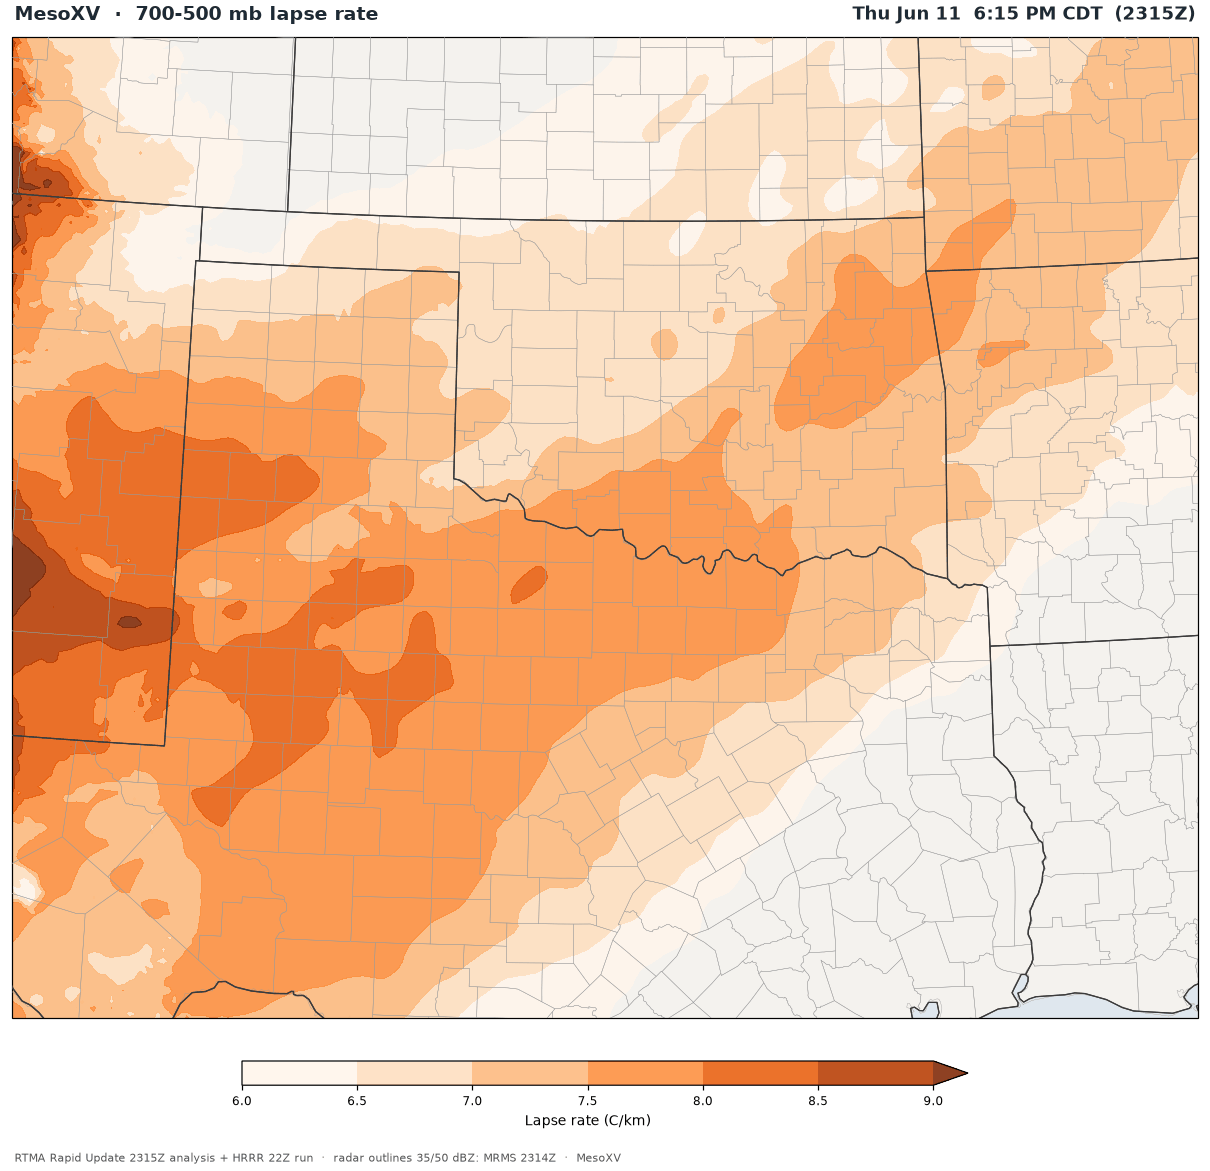 MesoXV · 700-500 mb lapse rate
Thu Jun 11 6:15 PM CDT (2315Z)
6.0 6.5 7.0 7.5 8.0 8.5 9.0
Lapse rate (C/km)
RTMA Rapid Update 2315Z analysis + HRRR 22Z run · radar outlines 35/50 dBZ: MRMS 2314Z · MesoXV